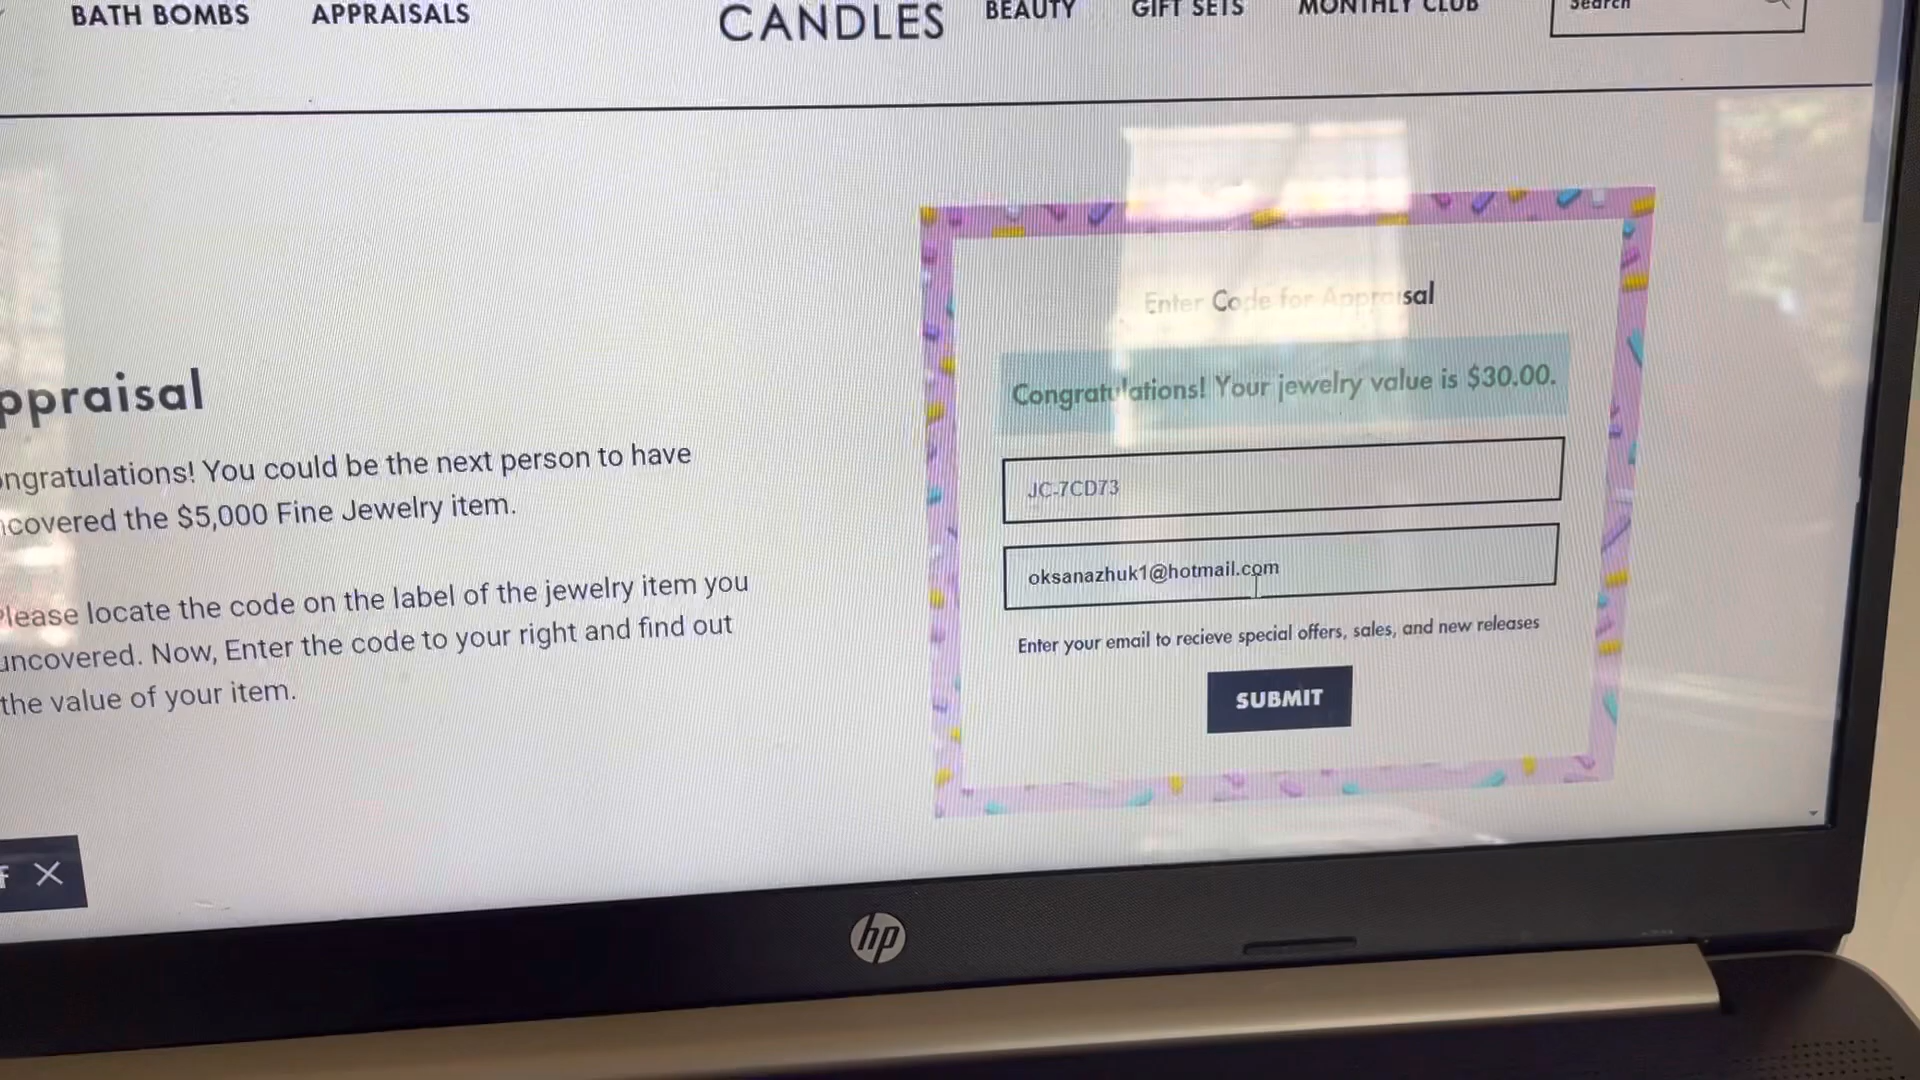 BATH BOMBS
APPRAISALS
CANDLES
BEAUTY
GIFT SETS
MONTHLY CLUB
Search
ppraisal
ongratulations! You could be the next person to have
ncovered the $5,000 Fine Jewelry item.
Please locate the code on the label of the jewelry item you
uncovered. Now, Enter the code to your right and find out
the value of your item.
Enter Code for Appraisal
Congratulations! Your jewelry value is $30.00.
JC-7CD73
oksanazhuk1@hotmail.com
Enter your email to recieve special offers, sales, and new releases
SUBMIT
f
hp